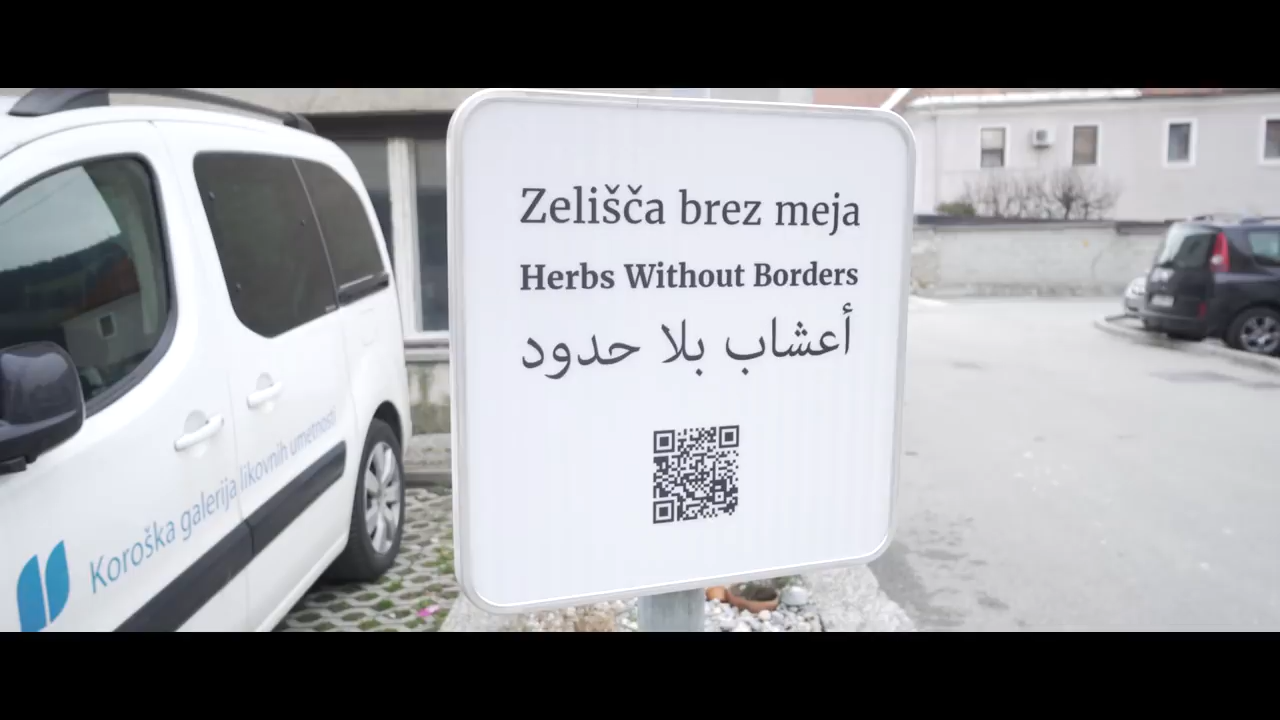 Zelišča brez meja
Herbs Without Borders
أعشاب بلا حدود
Koroška galerija likovnih umetnosti